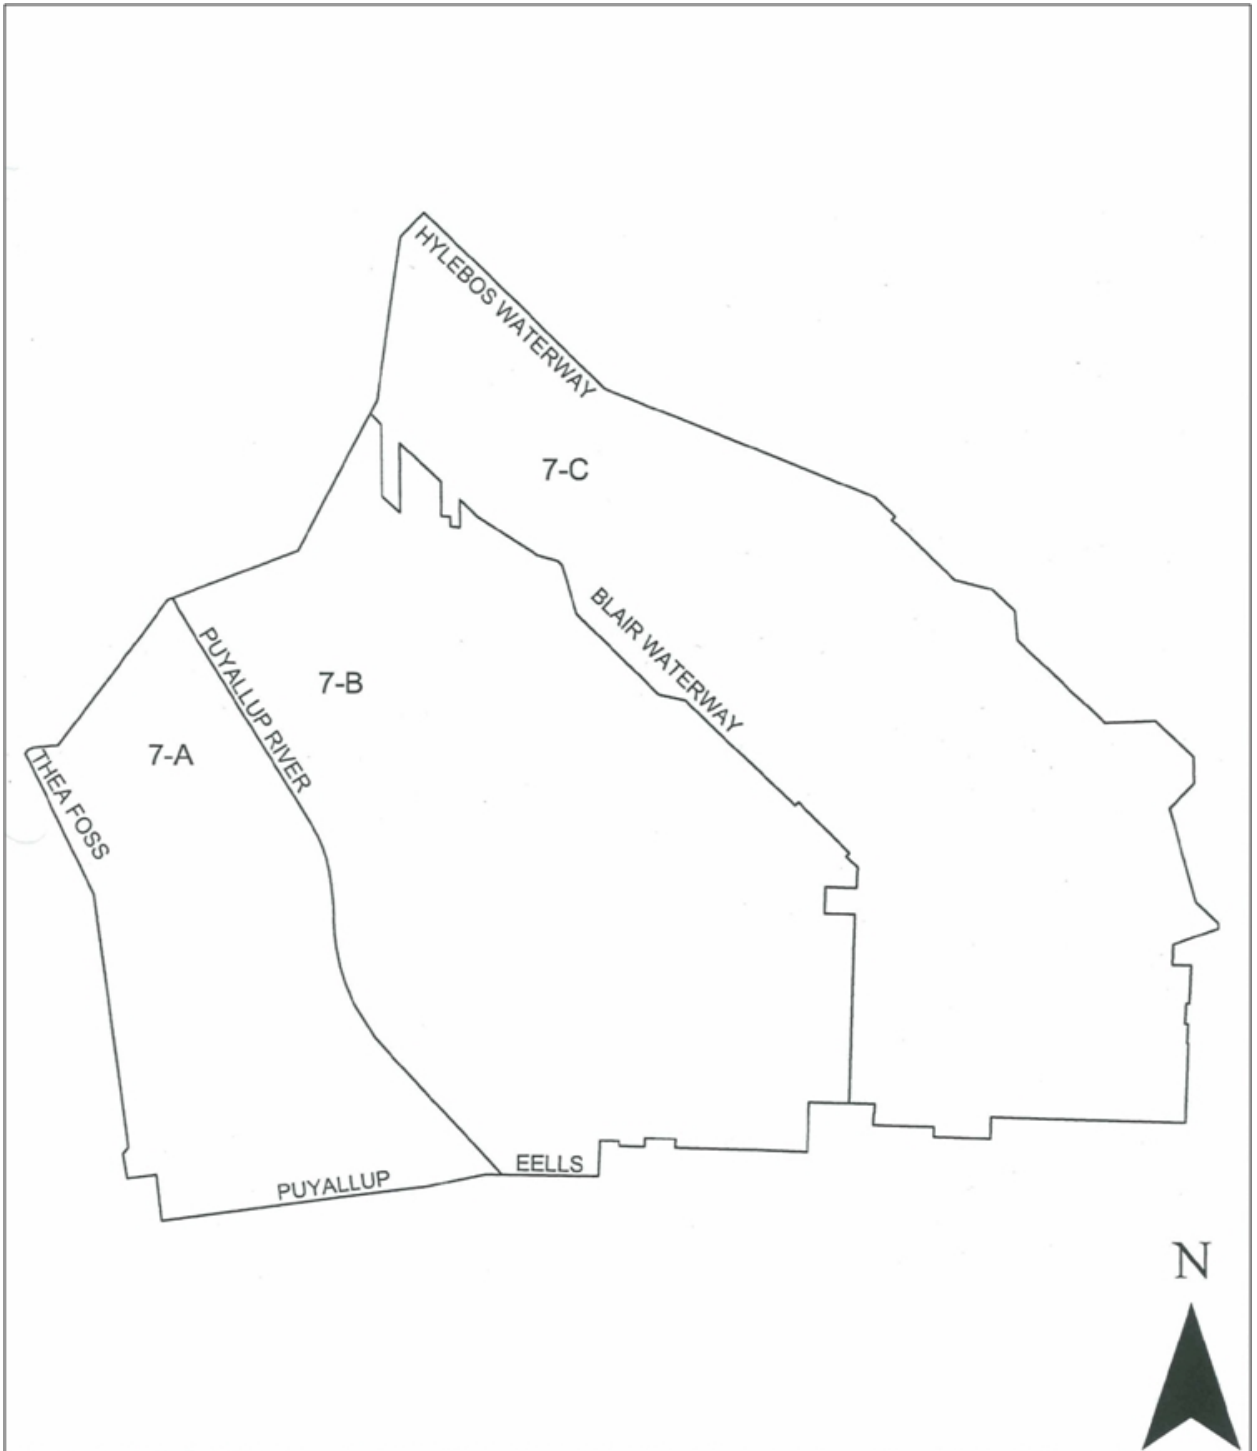 HYLEBOS WATERWAY
7-C
BLAIR WATERWAY
PUYALLUP RIVER
7-B
7-A
THEA FOSS
EELLS
PUYALLUP
N